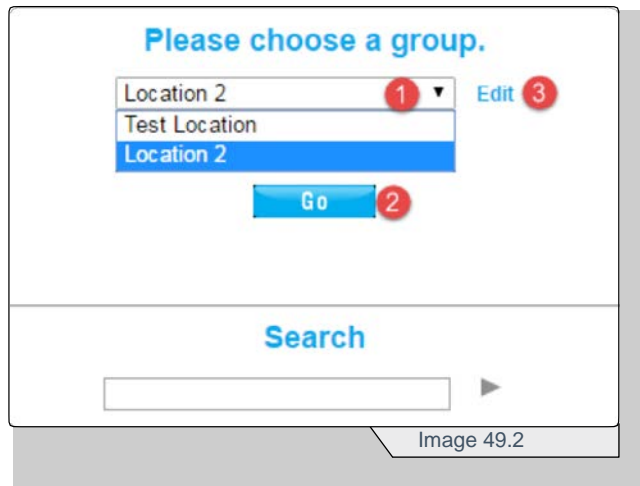 Please choose a group.
Location 2 1 ▼ Edit 3
Test Location
Location 2
Go 2
Search
Image 49.2